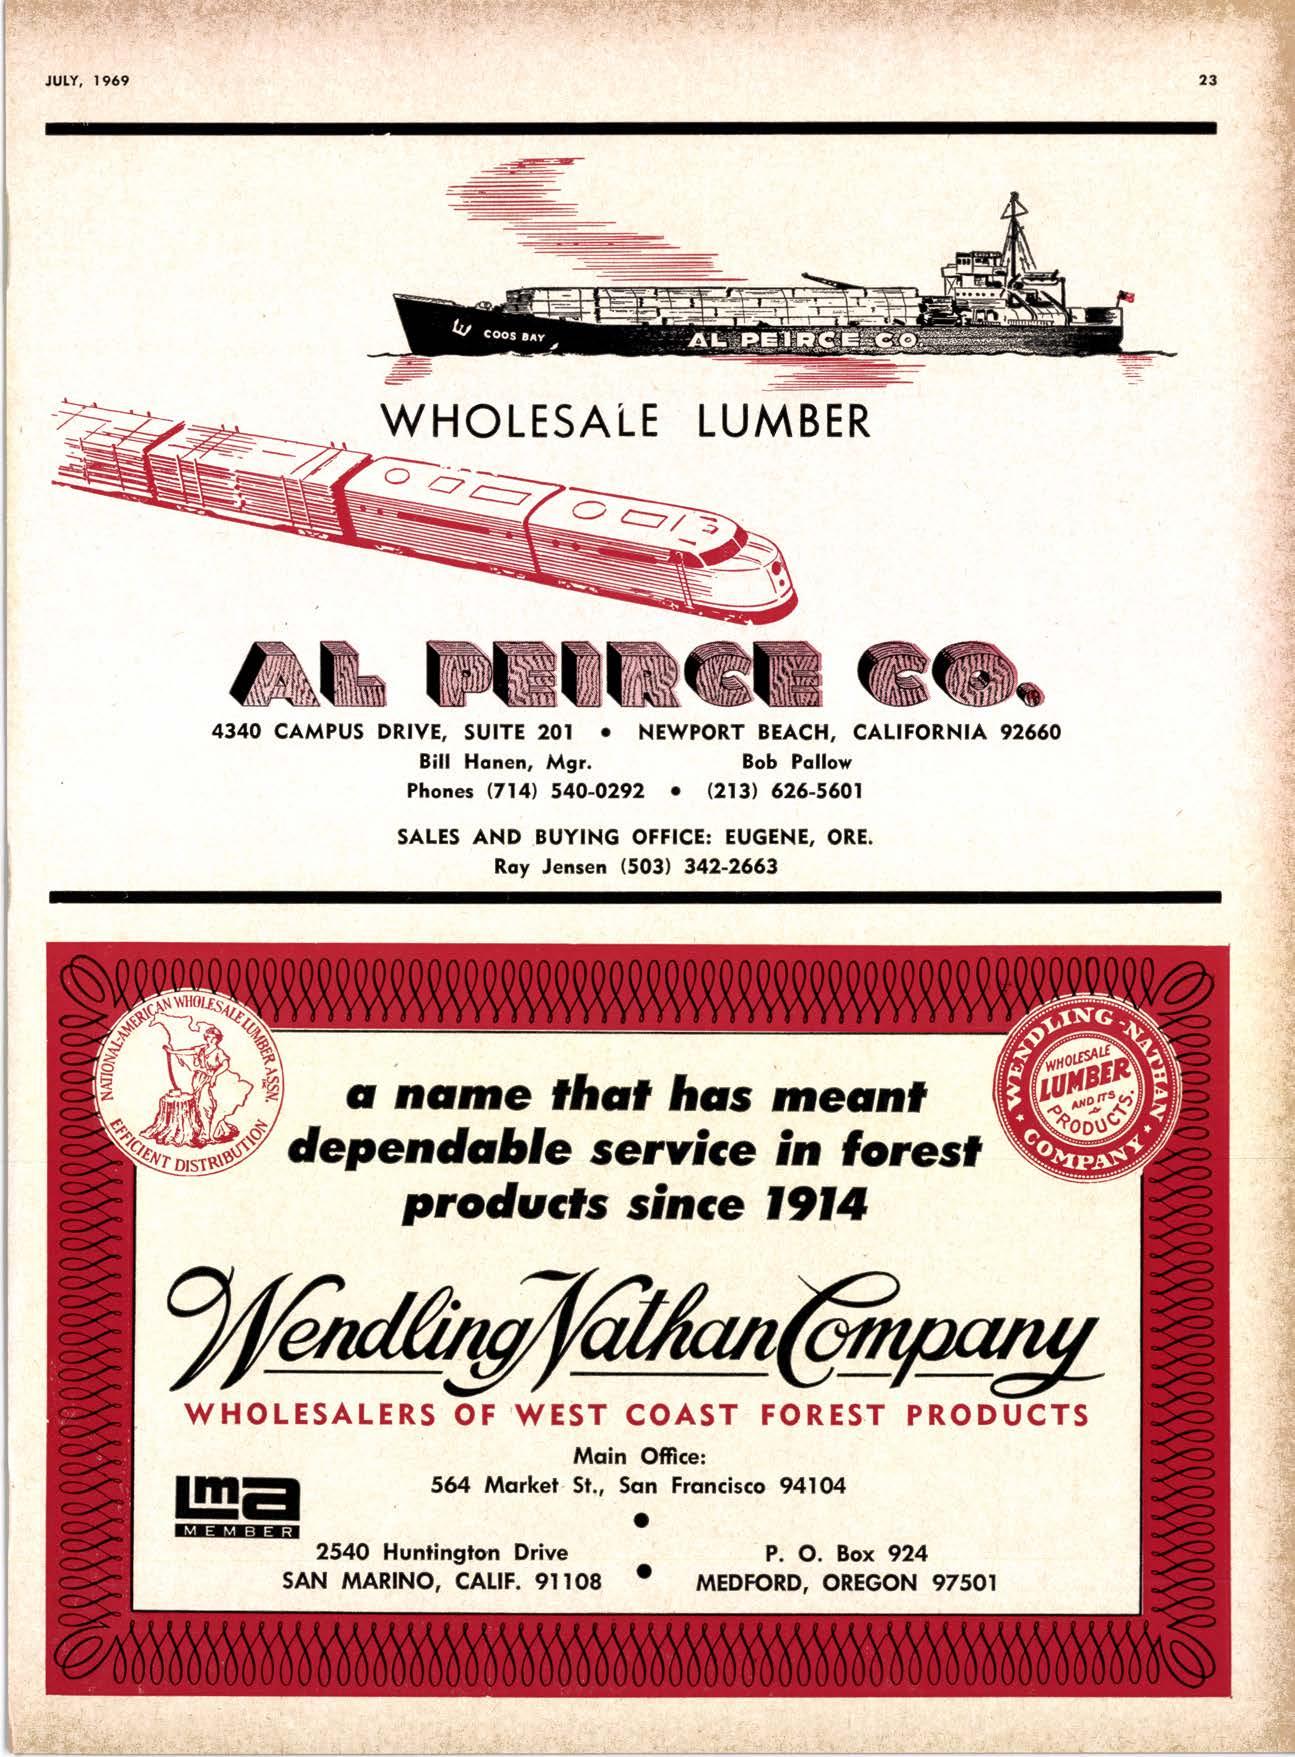 JULY, 1969
23
COOS BAY
AL PEIRCE CO
WHOLESALE LUMBER
AL PEIRCE CO.
4340 CAMPUS DRIVE, SUITE 201 • NEWPORT BEACH, CALIFORNIA 92660
Bill Hanen, Mgr. Bob Pallow
Phones (714) 540-0292 • (213) 626-5601
SALES AND BUYING OFFICE: EUGENE, ORE.
Ray Jensen (503) 342-2663
NATIONAL-AMERICAN WHOLESALE LUMBER ASSN. INC.
EFFICIENT DISTRIBUTION
WENDLING-NATHAN
COMPANY
WHOLESALE
LUMBER
AND ITS
PRODUCTS.
a name that has meant
dependable service in forest
products since 1914
Wendling Nathan Company
WHOLESALERS OF WEST COAST FOREST PRODUCTS
Main Office:
564 Market St., San Francisco 94104
lma
MEMBER
2540 Huntington Drive • P. O. Box 924
SAN MARINO, CALIF. 91108 • MEDFORD, OREGON 97501